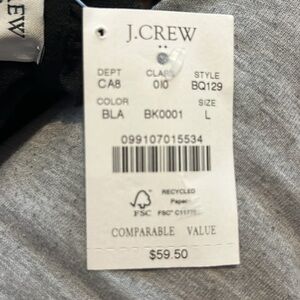 J.CREW
DEPT CLASS STYLE
CA8 010 BQ129
COLOR SIZE
BLA BK0001 L
099107015534
RECYCLED
Paper
FSC
COMPARABLE VALUE
$59.50